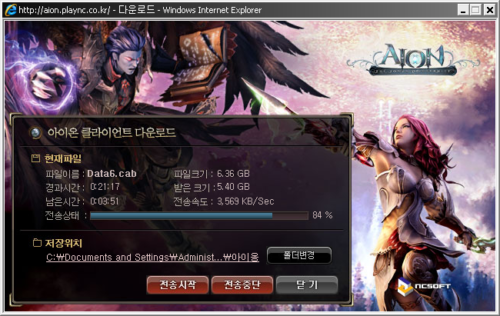 http://aion.plaync.co.kr/ - 다운로드 - Windows Internet Explorer
AION
아이온 클라이언트 다운로드
현재파일
파일이름 : Data6.cab 파일크기 : 6.36 GB
경과시간 : 0:21:17 받은 크기 : 5.40 GB
남은시간 : 0:03:51 전송속도 : 3,569 KB/Sec
전송상태 : 84 %
저장위치
C:₩Documents and Settings₩Administ...₩아이온 폴더변경
전송시작 전송중단 닫 기
NCSOFT